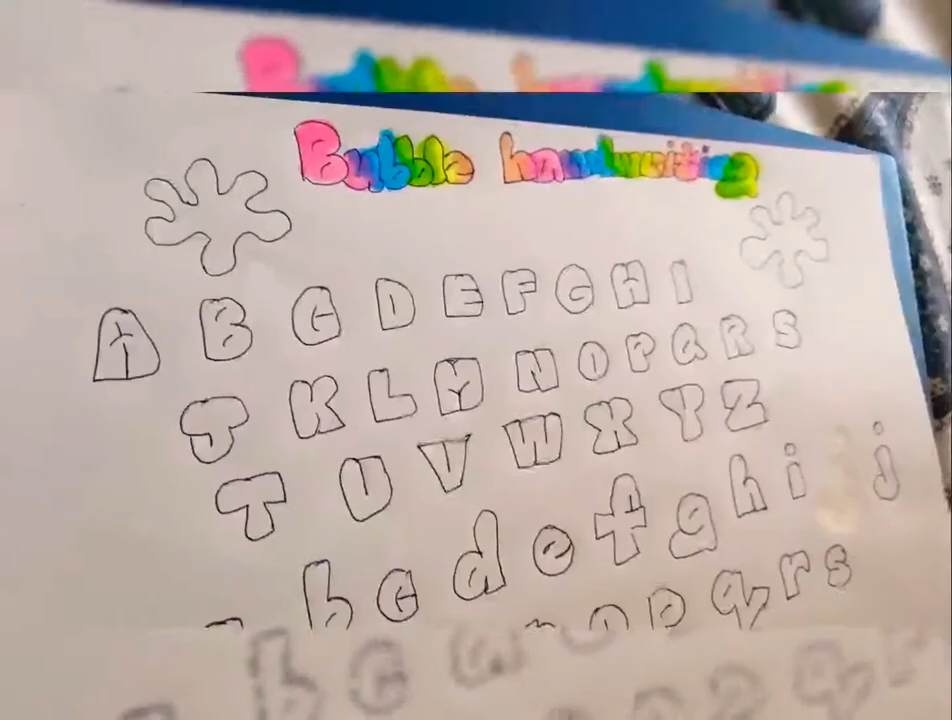 Bubble handwriting
A B C D E F G H I
J K L M N O P Q R S
T U V W X Y Z
b c d e f g h i j
q r s